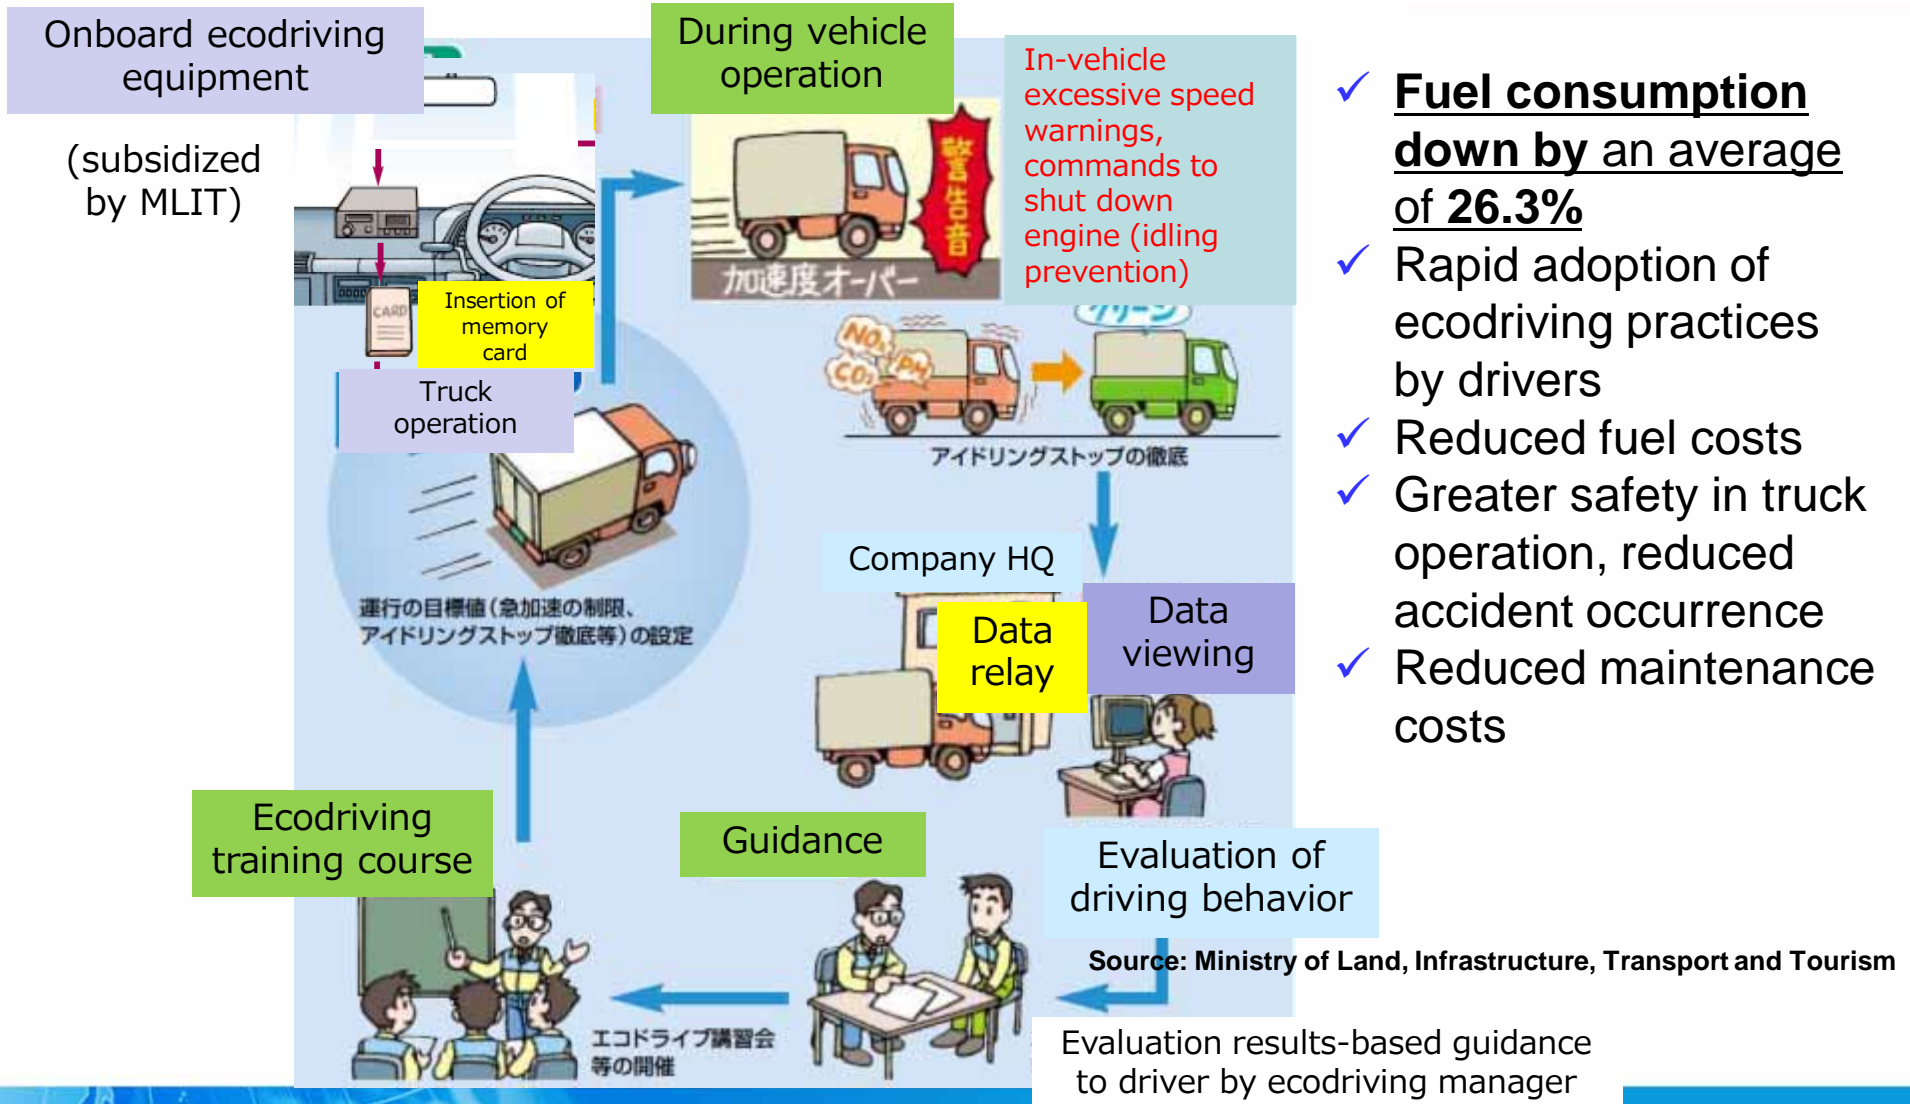 Onboard ecodriving
equipment
(subsidized
by MLIT)
During vehicle
operation
In-vehicle
excessive speed
warnings,
commands to
shut down
engine (idling
prevention)
警告音
加速度オーバー
CARD
Insertion of
memory
card
Truck
operation
NOx
PM
CO2
クリーン
アイドリングストップの徹底
運行の目標値(急加速の制限、
アイドリングストップ徹底等)の設定
Company HQ
Data
relay
Data
viewing
Ecodriving
training course
Guidance
Evaluation of
driving behavior
エコドライブ講習会
等の開催
Evaluation results-based guidance
to driver by ecodriving manager
✓ Fuel consumption
down by an average
of 26.3%
✓ Rapid adoption of
ecodriving practices
by drivers
✓ Reduced fuel costs
✓ Greater safety in truck
operation, reduced
accident occurrence
✓ Reduced maintenance
costs
Source: Ministry of Land, Infrastructure, Transport and Tourism